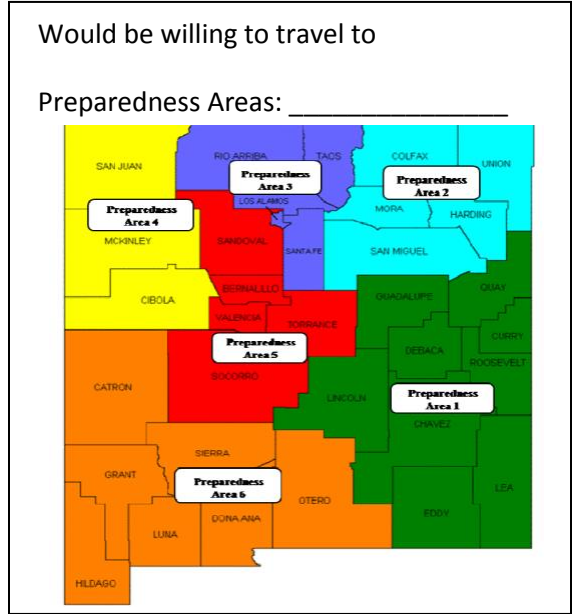 Would be willing to travel to
Preparedness Areas: _______________
SAN JUAN
RIO ARRIBA
TAOS
COLFAX
UNION
Preparedness
Area 3
Preparedness
Area 2
LOS ALAMOS
MORA
HARDING
Preparedness
Area 4
MCKINLEY
SANDOVAL
SANTA FE
SAN MIGUEL
CIBOLA
BERNALILLO
GUADALUPE
QUAY
VALENCIA
TORRANCE
CURRY
Preparedness
Area 5
DEBACA
ROOSEVELT
SOCORRO
CATRON
LINCOLN
Preparedness
Area 1
CHAVEZ
SIERRA
GRANT
Preparedness
Area 6
OTERO
LEA
EDDY
DONA ANA
LUNA
HILDAGO